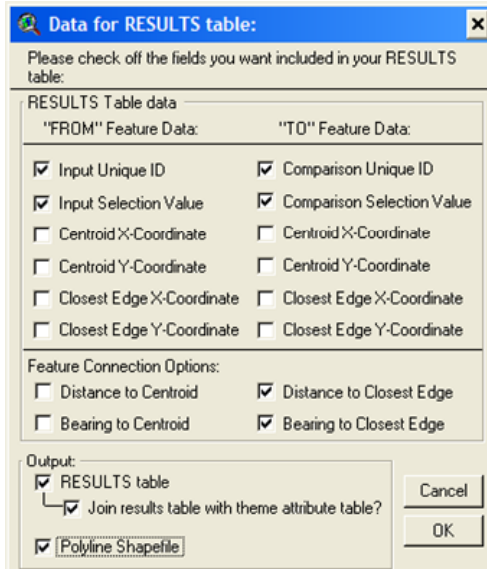 Data for RESULTS table:
Please check off the fields you want included in your RESULTS
table:
RESULTS Table data
"FROM" Feature Data: "TO" Feature Data:
Input Unique ID Comparison Unique ID
Input Selection Value Comparison Selection Value
Centroid X-Coordinate Centroid X-Coordinate
Centroid Y-Coordinate Centroid Y-Coordinate
Closest Edge X-Coordinate Closest Edge X-Coordinate
Closest Edge Y-Coordinate Closest Edge Y-Coordinate
Feature Connection Options:
Distance to Centroid Distance to Closest Edge
Bearing to Centroid Bearing to Closest Edge
Output:
RESULTS table
Join results table with theme attribute table?
Cancel
OK
Polyline Shapefile